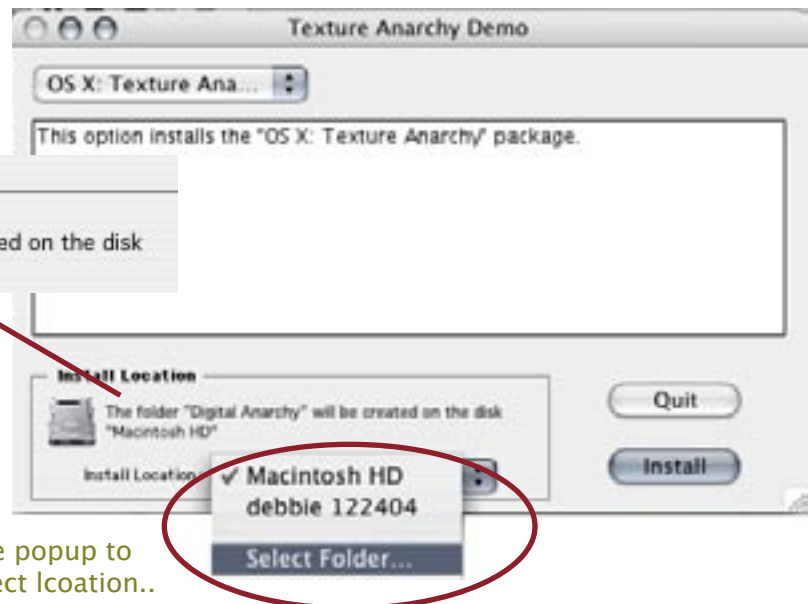 Texture Anarchy Demo
OS X: Texture Ana...
This option installs the "OS X: Texture Anarchy" package.
ed on the disk
Install Location
The folder "Digital Anarchy" will be created on the disk
"Macintosh HD"
Quit
Install Location
✓ Macintosh HD
Install
debbie 122404
Select Folder...
e popup to
ect lcoation..